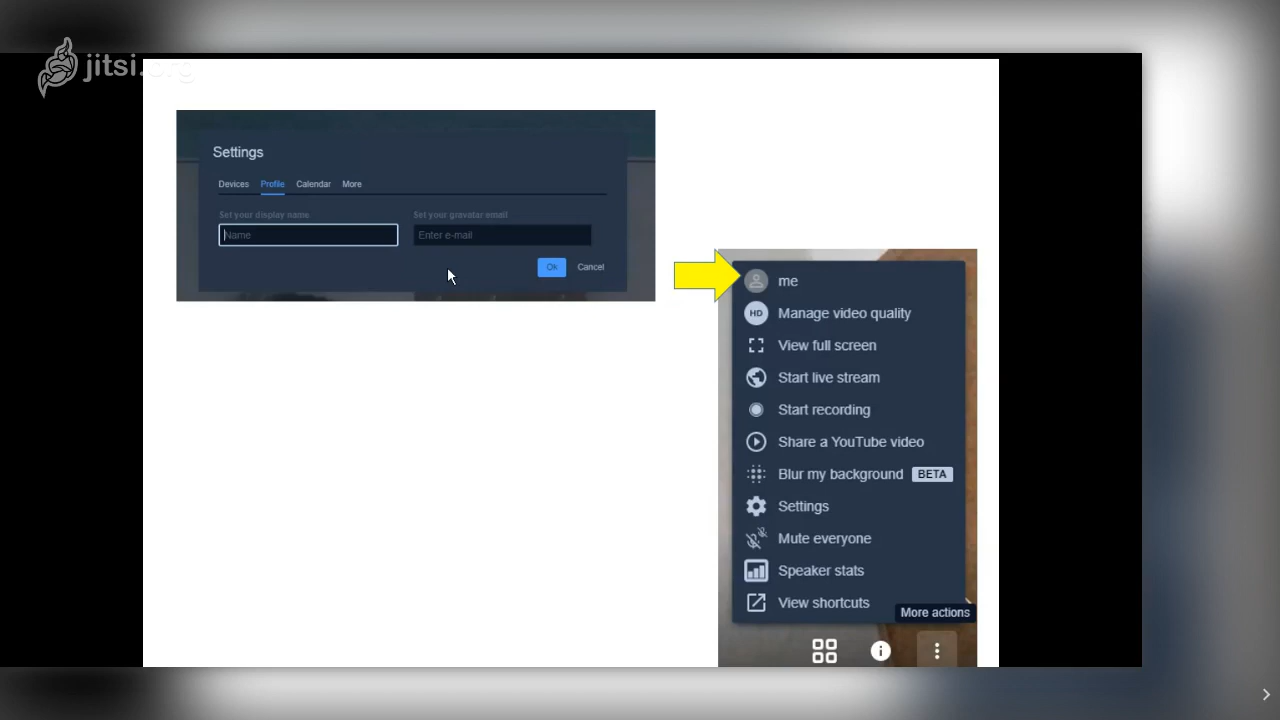 jitsi.org
Settings
Devices Profile Calendar More
Set your display name Set your gravatar email
Name Enter e-mail
Ok Cancel
me
HD Manage video quality
View full screen
Start live stream
Start recording
Share a YouTube video
Blur my background BETA
Settings
Mute everyone
Speaker stats
View shortcuts
More actions